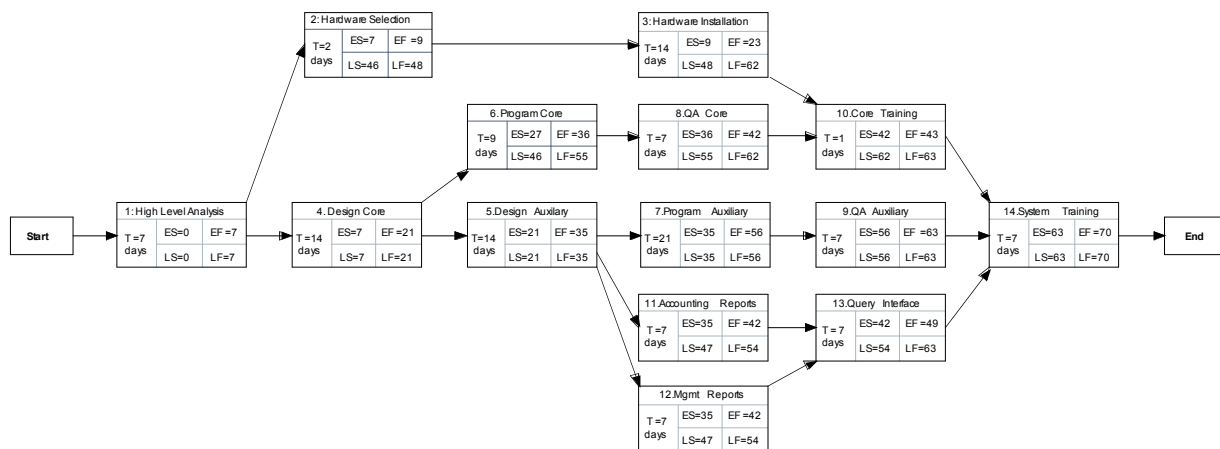 2: Hardware Selection
T=2 days
ES=7 EF =9
LS=46 LF=48
3: Hardware Installation
T=14 days
ES=9 EF =23
LS=48 LF=62
6.Program Core
T=9 days
ES=27 EF =36
LS=46 LF=55
8.QA Core
T=7 days
ES=36 EF =42
LS=55 LF=62
10.Core Training
T=1 days
ES=42 EF =43
LS=62 LF=63
Start
1: High Level Analysis
T =7 days
ES=0 EF =7
LS=0 LF=7
4. Design Core
T=14 days
ES=7 EF =21
LS=7 LF=21
5.Design Auxilary
T=14 days
ES=21 EF =35
LS=21 LF=35
7.Program Auxiliary
T=21 days
ES=35 EF =56
LS=35 LF=56
9.QA Auxiliary
T=7 days
ES=56 EF =63
LS=56 LF=63
14.System Training
T =7 days
ES=63 EF =70
LS=63 LF=70
End
11.Accounting Reports
T=7 days
ES=35 EF =42
LS=47 LF=54
13.Query Interface
T = 7 days
ES=42 EF =49
LS=54 LF=63
12.Mgmt Reports
T =7 days
ES=35 EF =42
LS=47 LF=54